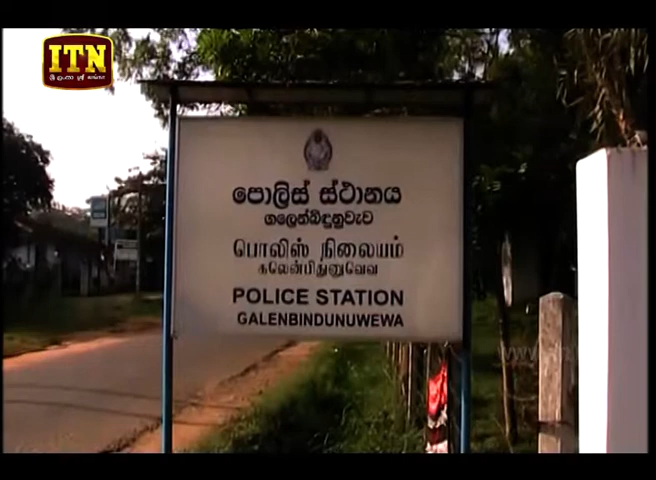 ITN
පොලිස් ස්ථානය
ගලෙන්බිඳුනුවැව
பொலிஸ் நிலையம்
கலென்பிதுனுவெவ
POLICE STATION
GALENBINDUNUWEWA